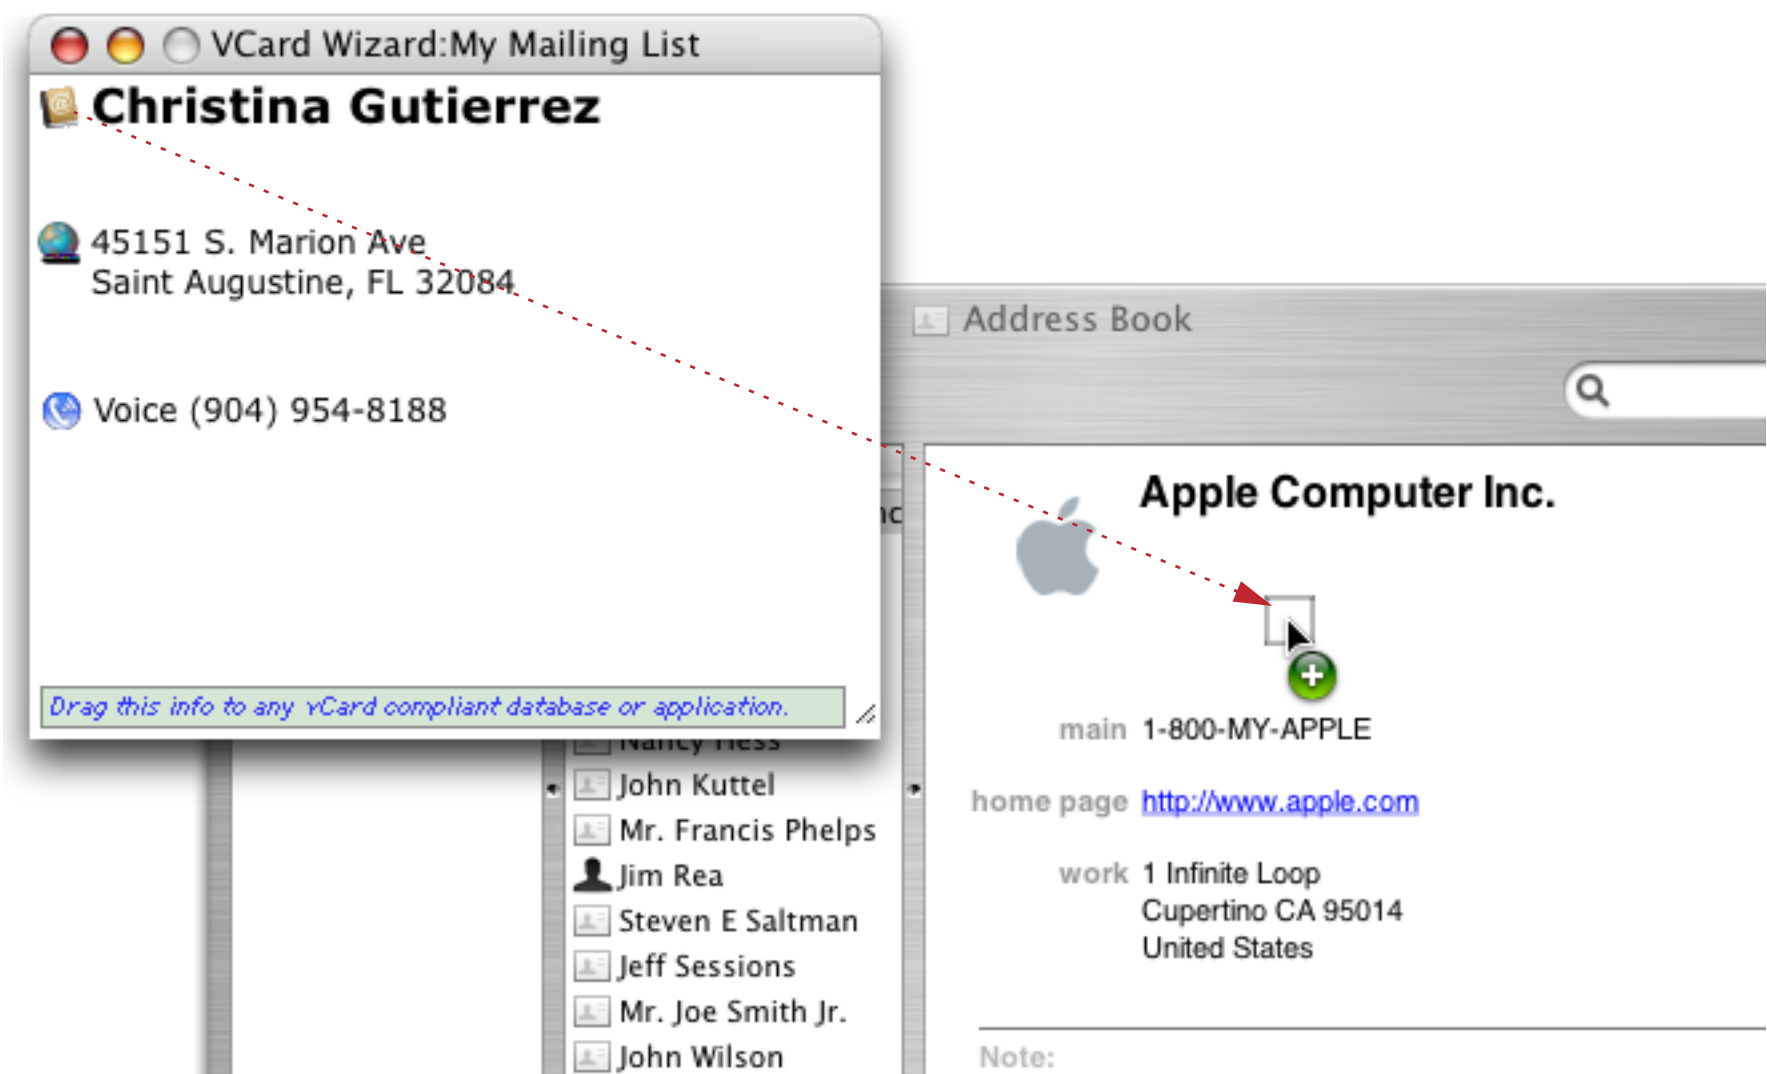 VCard Wizard:My Mailing List
Christina Gutierrez
45151 S. Marion Ave
Saint Augustine, FL 32084
Voice (904) 954-8188
Drag this info to any vCard compliant database or application.
Address Book
Nancy Hess
John Kuttel
Mr. Francis Phelps
Jim Rea
Steven E Saltman
Jeff Sessions
Mr. Joe Smith Jr.
John Wilson
Apple Computer Inc.
main 1-800-MY-APPLE
home page http://www.apple.com
work 1 Infinite Loop
Cupertino CA 95014
United States
Note: